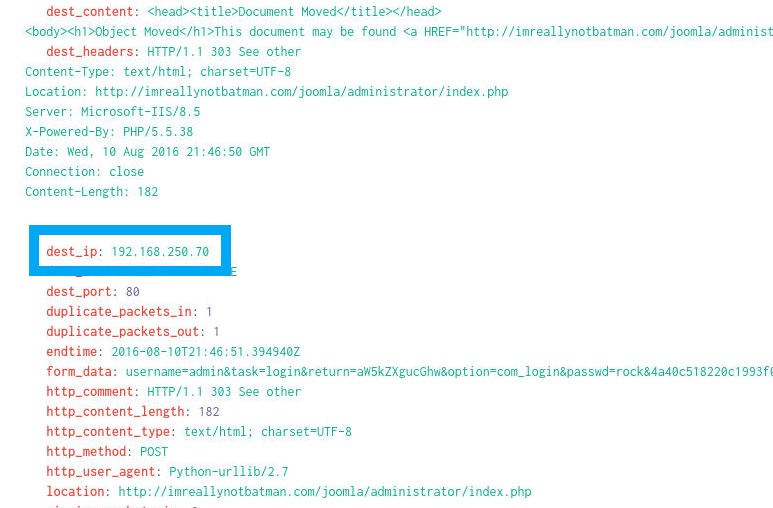 dest_content: <head><title>Document Moved</title></head>
<body><h1>Object Moved</h1>This document may be found <a HREF="http://imreallynotbatman.com/joomla/administ
dest_headers: HTTP/1.1 303 See other
Content-Type: text/html; charset=UTF-8
Location: http://imreallynotbatman.com/joomla/administrator/index.php
Server: Microsoft-IIS/8.5
X-Powered-By: PHP/5.5.38
Date: Wed, 10 Aug 2016 21:46:50 GMT
Connection: close
Content-Length: 182
dest_ip: 192.168.250.70
E
dest_port: 80
duplicate_packets_in: 1
duplicate_packets_out: 1
endtime: 2016-08-10T21:46:51.394940Z
form_data: username=admin&task=login&return=aW5kZXgucGhw&option=com_login&passwd=rock&4a40c518220c1993f0
http_comment: HTTP/1.1 303 See other
http_content_length: 182
http_content_type: text/html; charset=UTF-8
http_method: POST
http_user_agent: Python-urllib/2.7
location: http://imreallynotbatman.com/joomla/administrator/index.php